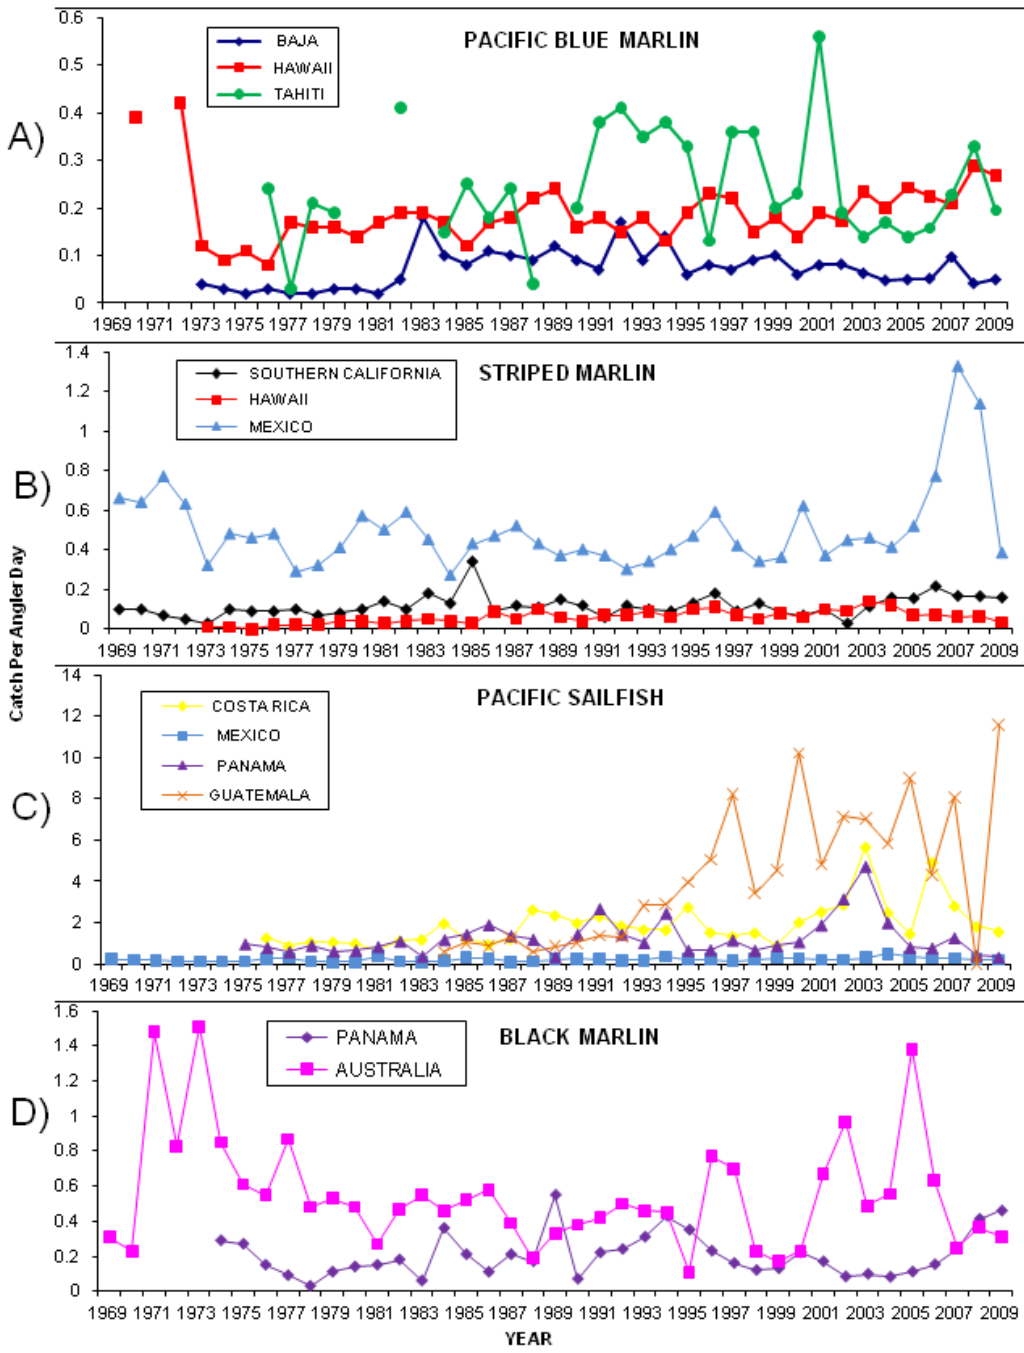 A)
PACIFIC BLUE MARLIN
BAJA
HAWAII
TAHITI
0.6
0.5
0.4
0.3
0.2
0.1
0
1969 1971 1973 1975 1977 1979 1981 1983 1985 1987 1989 1991 1993 1995 1997 1999 2001 2003 2005 2007 2009
B)
STRIPED MARLIN
SOUTHERN CALIFORNIA
HAWAII
MEXICO
1.4
1.2
1
0.8
0.6
0.4
0.2
0
1969 1971 1973 1975 1977 1979 1981 1983 1985 1987 1989 1991 1993 1995 1997 1999 2001 2003 2005 2007 2009
Catch Per Angler Day
C)
PACIFIC SAILFISH
COSTA RICA
MEXICO
PANAMA
GUATEMALA
14
12
10
8
6
4
2
0
1969 1971 1973 1975 1977 1979 1981 1983 1985 1987 1989 1991 1993 1995 1997 1999 2001 2003 2005 2007 2009
D)
BLACK MARLIN
PANAMA
AUSTRALIA
1.6
1.4
1.2
1
0.8
0.6
0.4
0.2
0
1969 1971 1973 1975 1977 1979 1981 1983 1985 1987 1989 1991 1993 1995 1997 1999 2001 2003 2005 2007 2009
YEAR